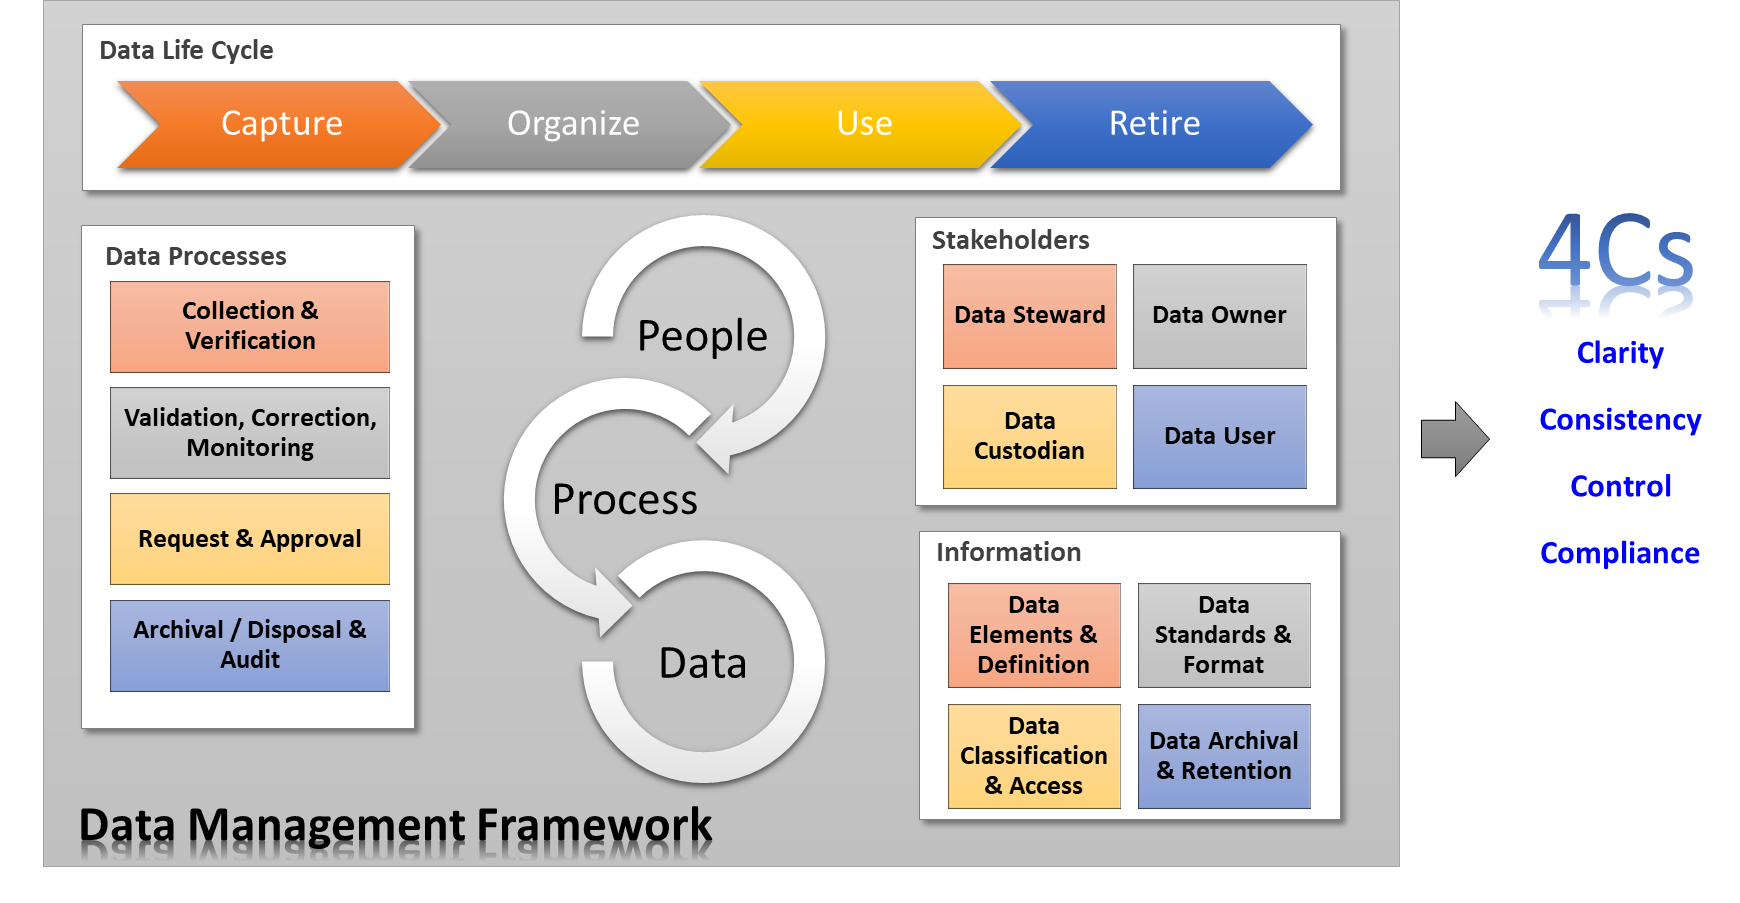 Data Life Cycle
Capture
Organize
Use
Retire
Data Processes
Collection &
Verification
Validation, Correction,
Monitoring
Request & Approval
Archival / Disposal &
Audit
People
Process
Data
Stakeholders
Data Steward
Data Owner
Data
Custodian
Data User
Information
Data
Elements &
Definition
Data
Standards &
Format
Data
Classification
& Access
Data Archival
& Retention
Data Management Framework
4Cs
Clarity
Consistency
Control
Compliance